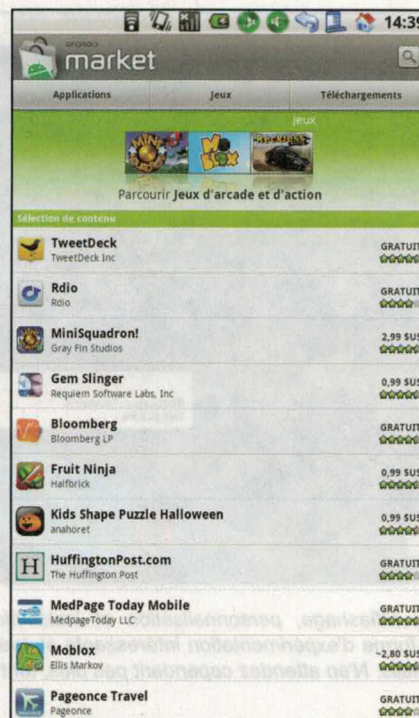 14:39
ANDROID
market
Applications Jeux Téléchargements
Jeux
MINI
BLOX
Parcourir Jeux d'arcade et d'action
Sélection de contenu
TweetDeck GRATUIT
TweetDeck Inc
Rdio GRATUIT
Rdio
MiniSquadron! 2,99 $US
Gray Fin Studios
Gem Slinger 0,99 $US
Requiem Software Labs, Inc
Bloomberg GRATUIT
Bloomberg LP
Fruit Ninja 0,99 $US
Halfbrick
Kids Shape Puzzle Halloween 0,99 $US
anahoret
HuffingtonPost.com GRATUIT
The Huffington Post
MedPage Today Mobile GRATUIT
MedpageToday LLC
Moblox ~2,80 $US
Ellis Markov
Pageonce Travel GRATUIT
Pageonce